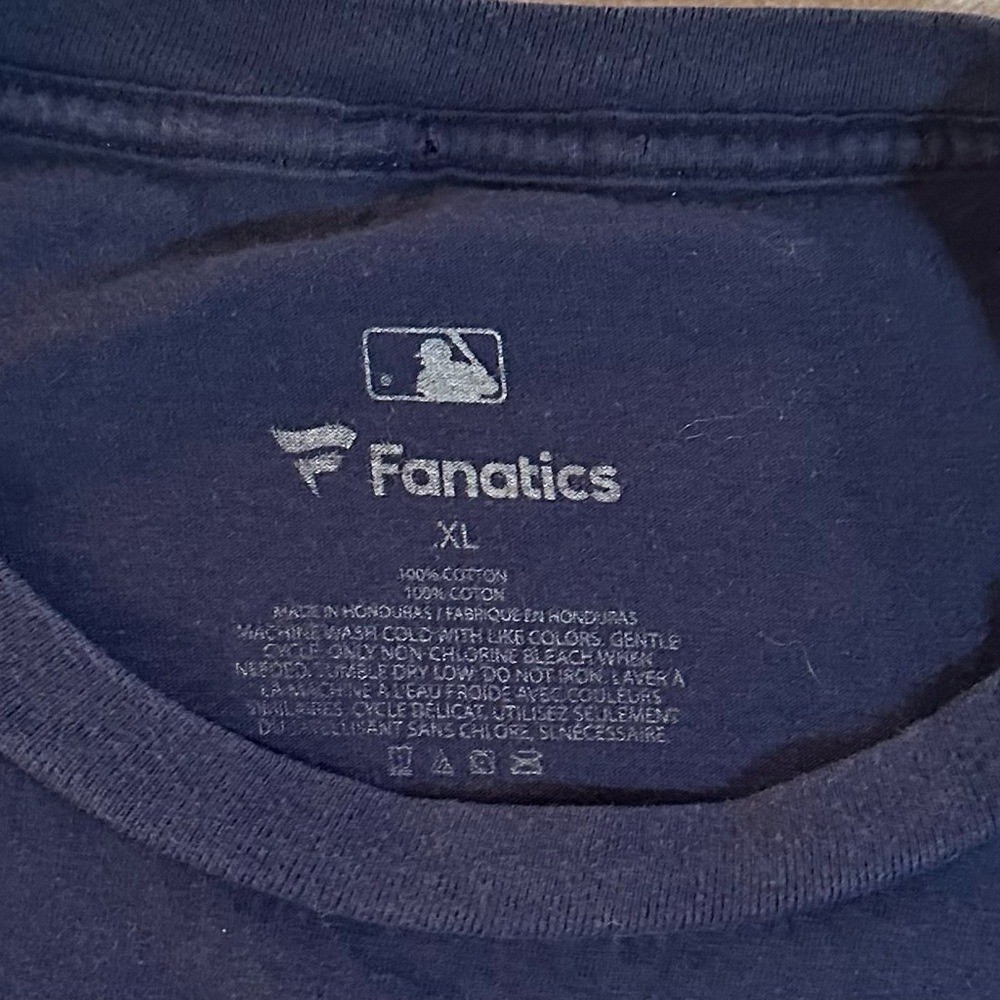 Fanatics
XL
100% COTTON
100% COTON
MADE IN HONDURAS / FABRIQUE EN HONDURAS
MACHINE WASH COLD WITH LIKE COLORS, GENTLE
CYCLE. ONLY NON-CHLORINE BLEACH WHEN
NEEDED. TUMBLE DRY LOW. DO NOT IRON. LAVER À
LA MACHINE À L'EAU FROIDE AVEC COULEURS
SIMILAIRES, CYCLE DÉLICAT. UTILISEZ SEULEMENT
DU JAVELLISANT SANS CHLORE, SI NÉCESSAIRE.